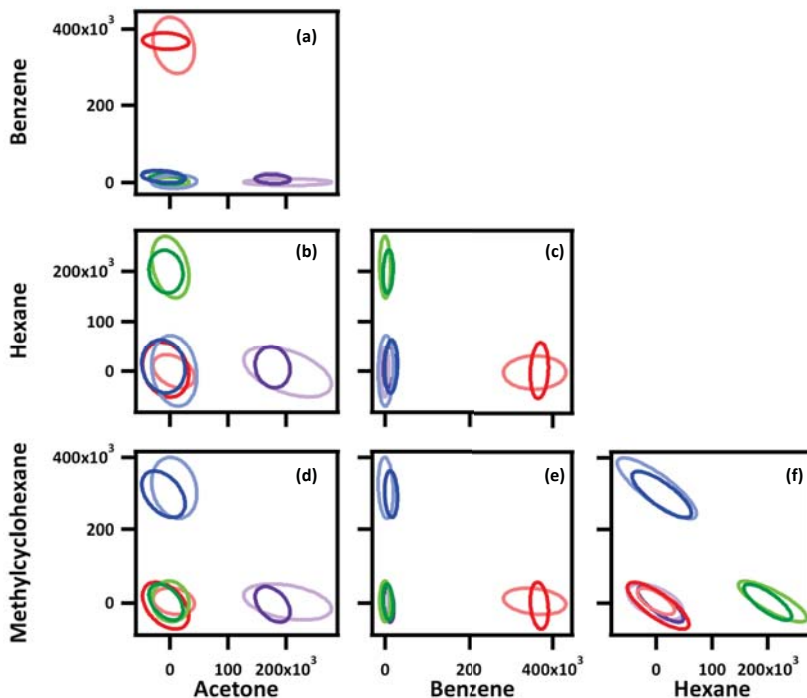 400x10³
200
0
Benzene
(a)
200x10³
100
0
Hexane
(b)
(c)
400x10³
200
0
Methylcyclohexane
(d)
(e)
(f)
0 100 200x10³
Acetone
0 200 400x10³
Benzene
0 100 200x10³
Hexane